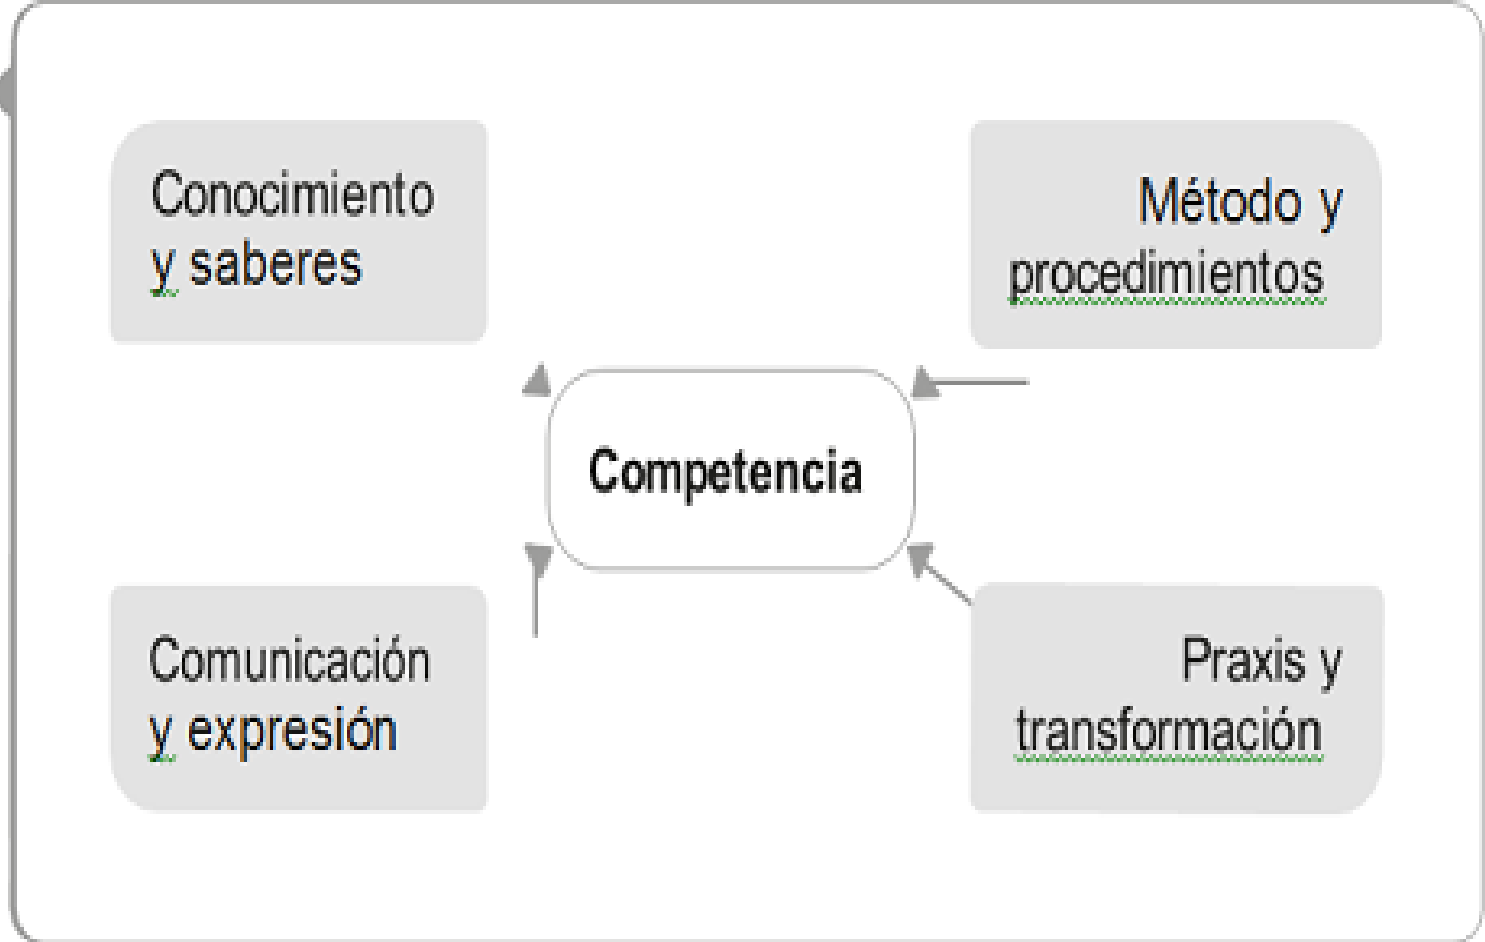 Conocimiento
y saberes
Método y
procedimientos
Competencia
Comunicación
y expresión
Praxis y
transformación